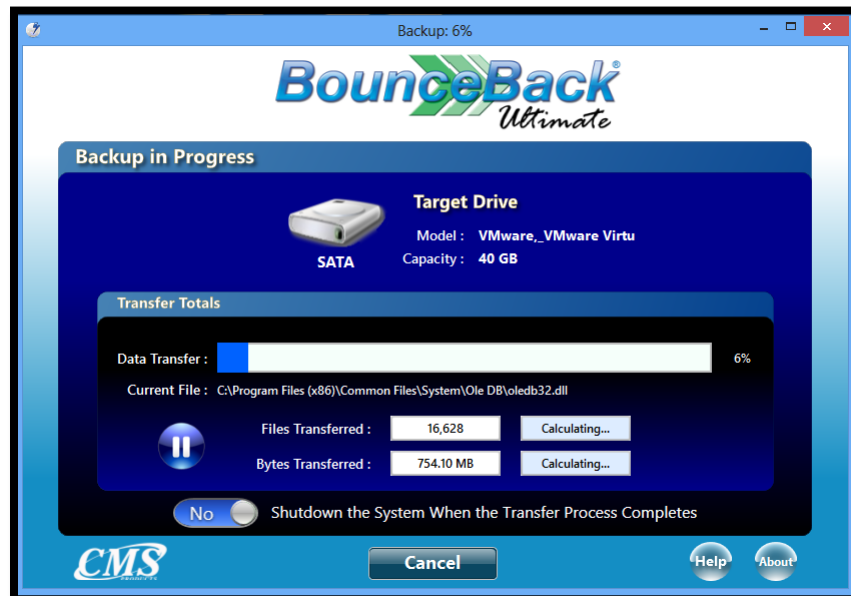 Backup: 6%
BounceBack®
Ultimate
Backup in Progress
Target Drive
Model : VMware,_VMware Virtu
SATA
Capacity : 40 GB
Transfer Totals
Data Transfer : 6%
Current File : C:\Program Files (x86)\Common Files\System\Ole DB\oledb32.dll
Files Transferred : 16,628 Calculating...
Bytes Transferred : 754.10 MB Calculating...
No Shutdown the System When the Transfer Process Completes
CMS
PRODUCTS
Cancel
Help
About